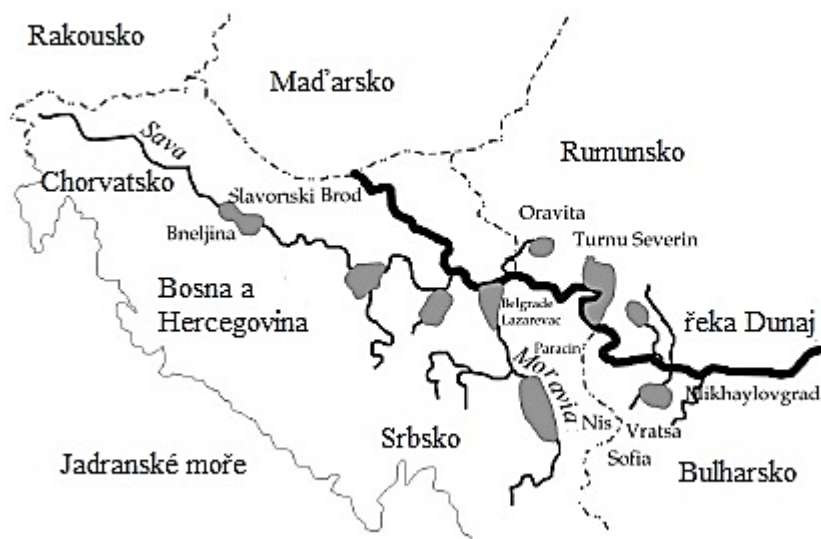 Rakousko
Maďarsko
Sava
Rumunsko
Chorvatsko
Slavonski Brod
Oravita
Bneljina
Turnu Severin
Bosna a
Hercegovina
Belgrade
Lazarevac
řeka Dunaj
Paracin
Moravia
Mikhaylovgrad
Nis
Vratsa
Srbsko
Sofia
Jadranské moře
Bulharsko